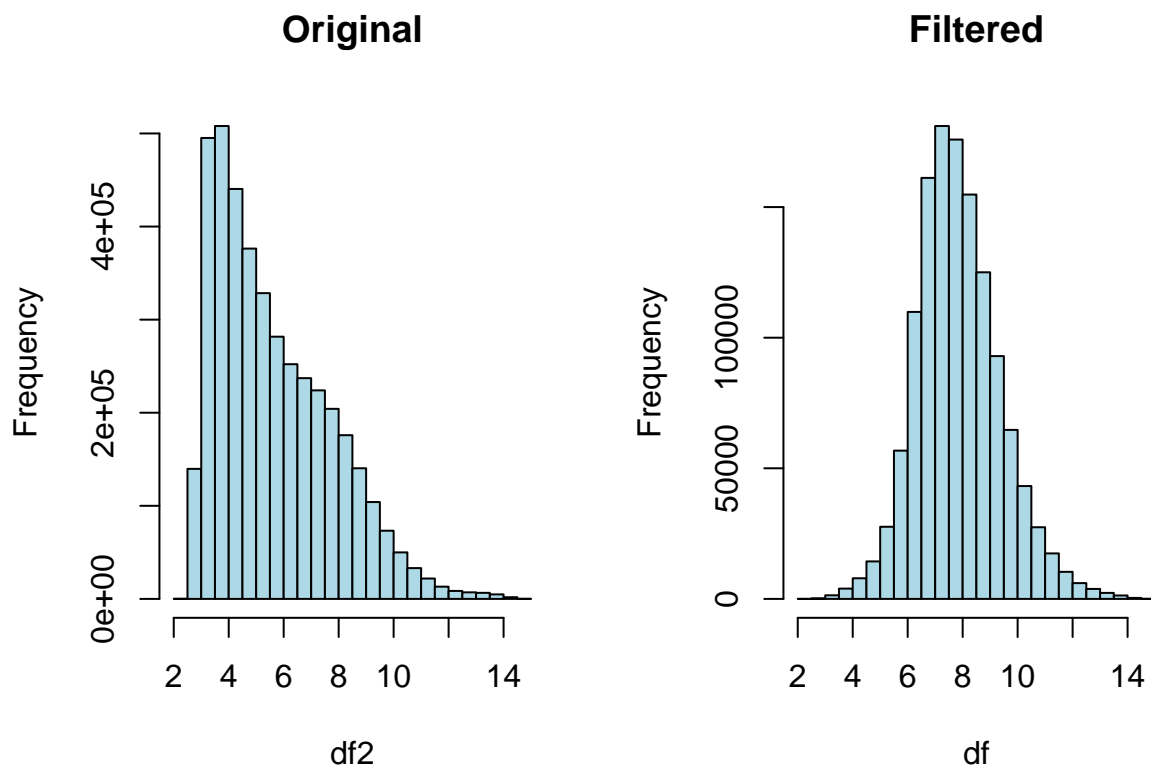 Original
Frequency
0e+00
2e+05
4e+05
2 4 6 8 10 14
df2
Filtered
Frequency
0
50000
100000
2 4 6 8 10 14
df